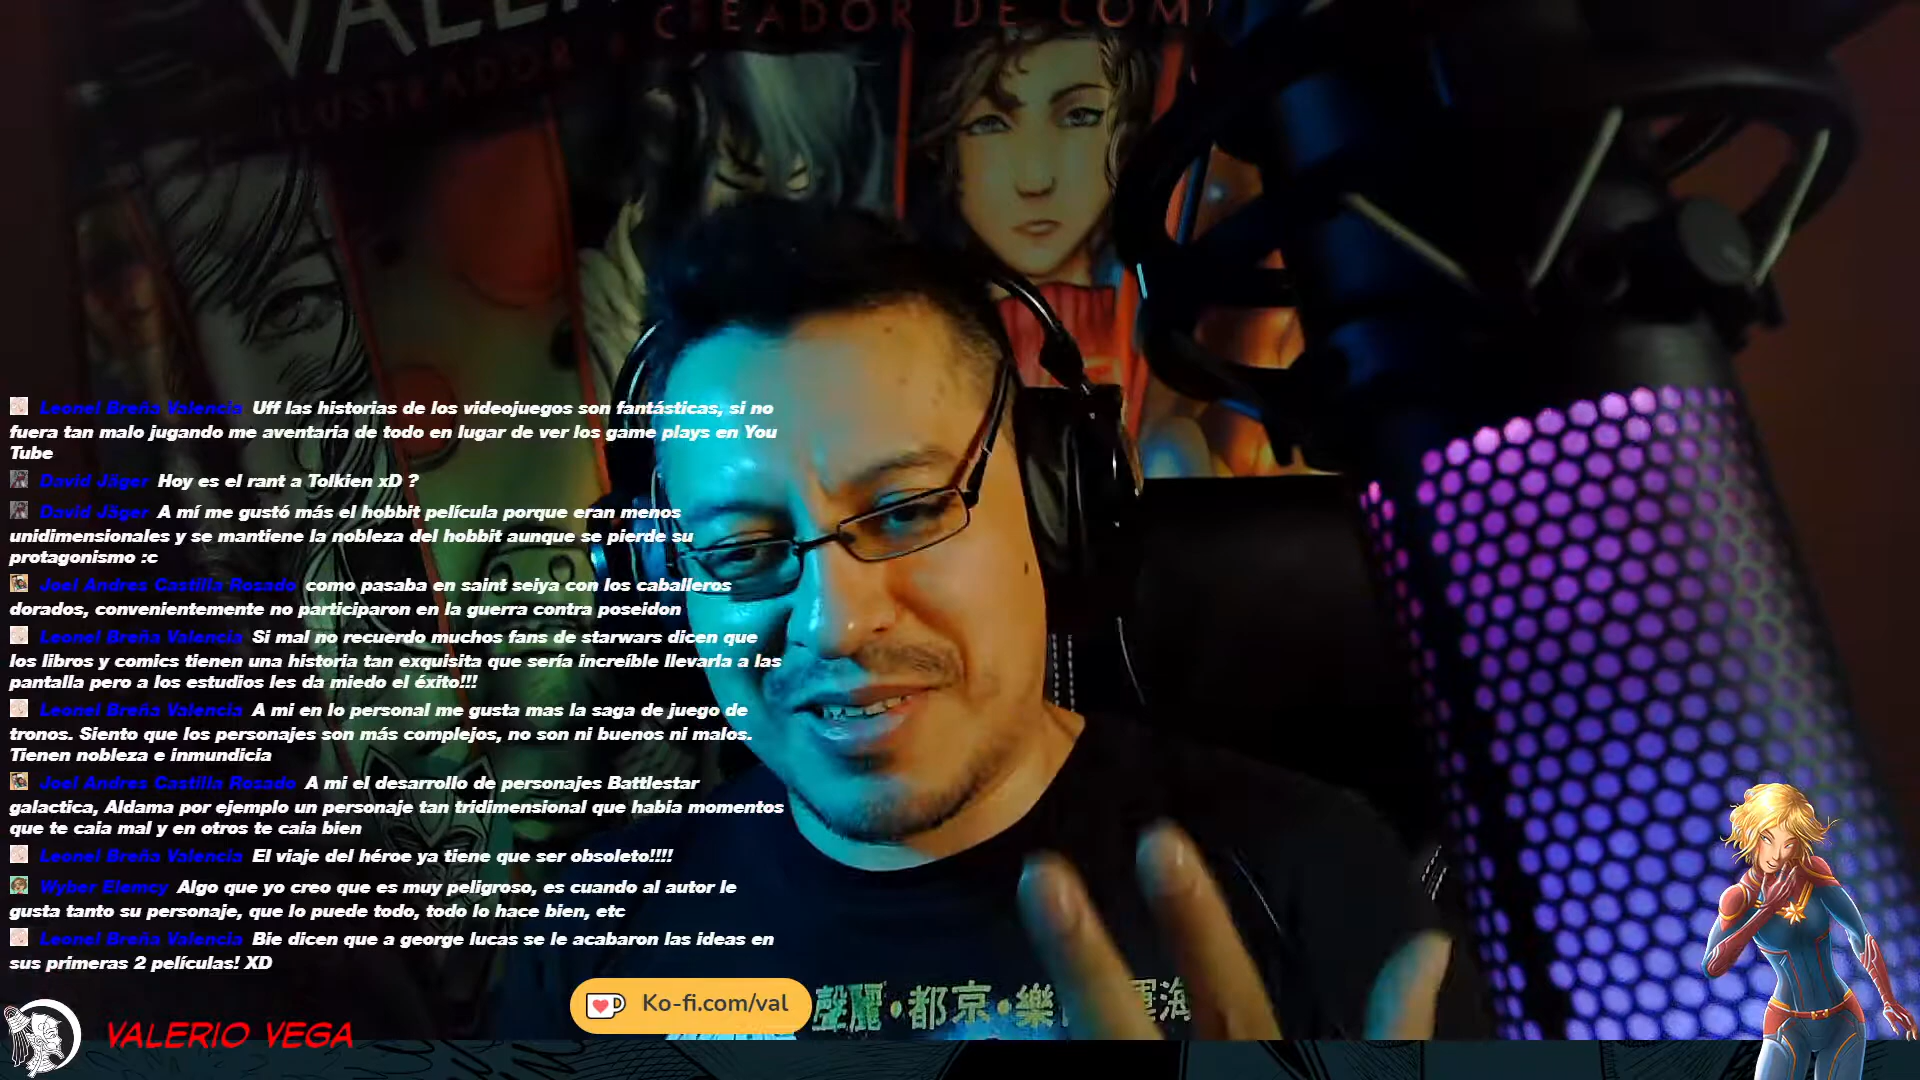 CREADOR DE COM
ILUSTRADOR
Leonel Breña Valencia Uff las historias de los videojuegos son fantásticas, si no
fuera tan malo jugando me aventaria de todo en lugar de ver los game plays en You
Tube
David Jäger Hoy es el rant a Tolkien xD ?
David Jäger A mí me gustó más el hobbit película porque eran menos
unidimensionales y se mantiene la nobleza del hobbit aunque se pierde su
protagonismo :c
Joel Andres Castilla Rosado como pasaba en saint seiya con los caballeros
dorados, convenientemente no participaron en la guerra contra poseidon
Leonel Breña Valencia Si mal no recuerdo muchos fans de starwars dicen que
los libros y comics tienen una historia tan exquisita que sería increíble llevarla a las
pantalla pero a los estudios les da miedo el éxito!!!
Leonel Breña Valencia A mi en lo personal me gusta mas la saga de juego de
tronos. Siento que los personajes son más complejos, no son ni buenos ni malos.
Tienen nobleza e inmundicia
Joel Andres Castilla Rosado A mi el desarrollo de personajes Battlestar
galactica, Aldama por ejemplo un personaje tan tridimensional que habia momentos
que te caia mal y en otros te caia bien
Leonel Breña Valencia El viaje del héroe ya tiene que ser obsoleto!!!!
Wyber Elemcy Algo que yo creo que es muy peligroso, es cuando al autor le
gusta tanto su personaje, que lo puede todo, todo lo hace bien, etc
Leonel Breña Valencia Bie dicen que a george lucas se le acabaron las ideas en
sus primeras 2 películas! XD
Ko-fi.com/val
都・京・樂
VALERIO VEGA